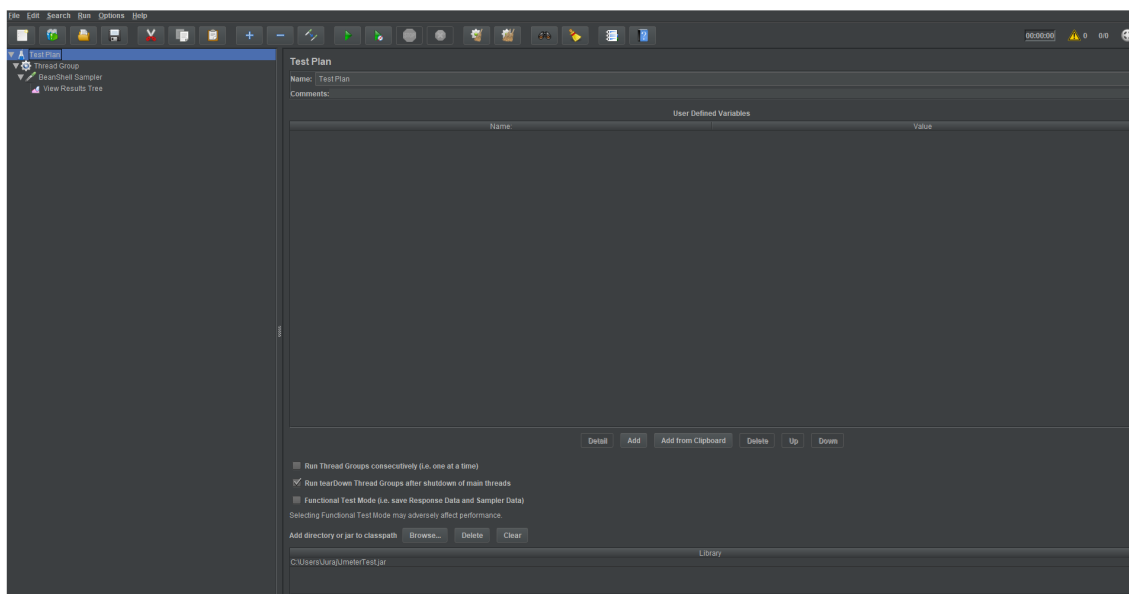 File Edit Search Run Options Help
00:00:00 0 0/0
Test Plan
Thread Group
BeanShell Sampler
View Results Tree
Test Plan
Name: Test Plan
Comments:
User Defined Variables
Name: Value
Detail Add Add from Clipboard Delete Up Down
Run Thread Groups consecutively (i.e. one at a time)
Run tearDown Thread Groups after shutdown of main threads
Functional Test Mode (i.e. save Response Data and Sampler Data)
Selecting Functional Test Mode may adversely affect performance.
Add directory or jar to classpath Browse... Delete Clear
Library